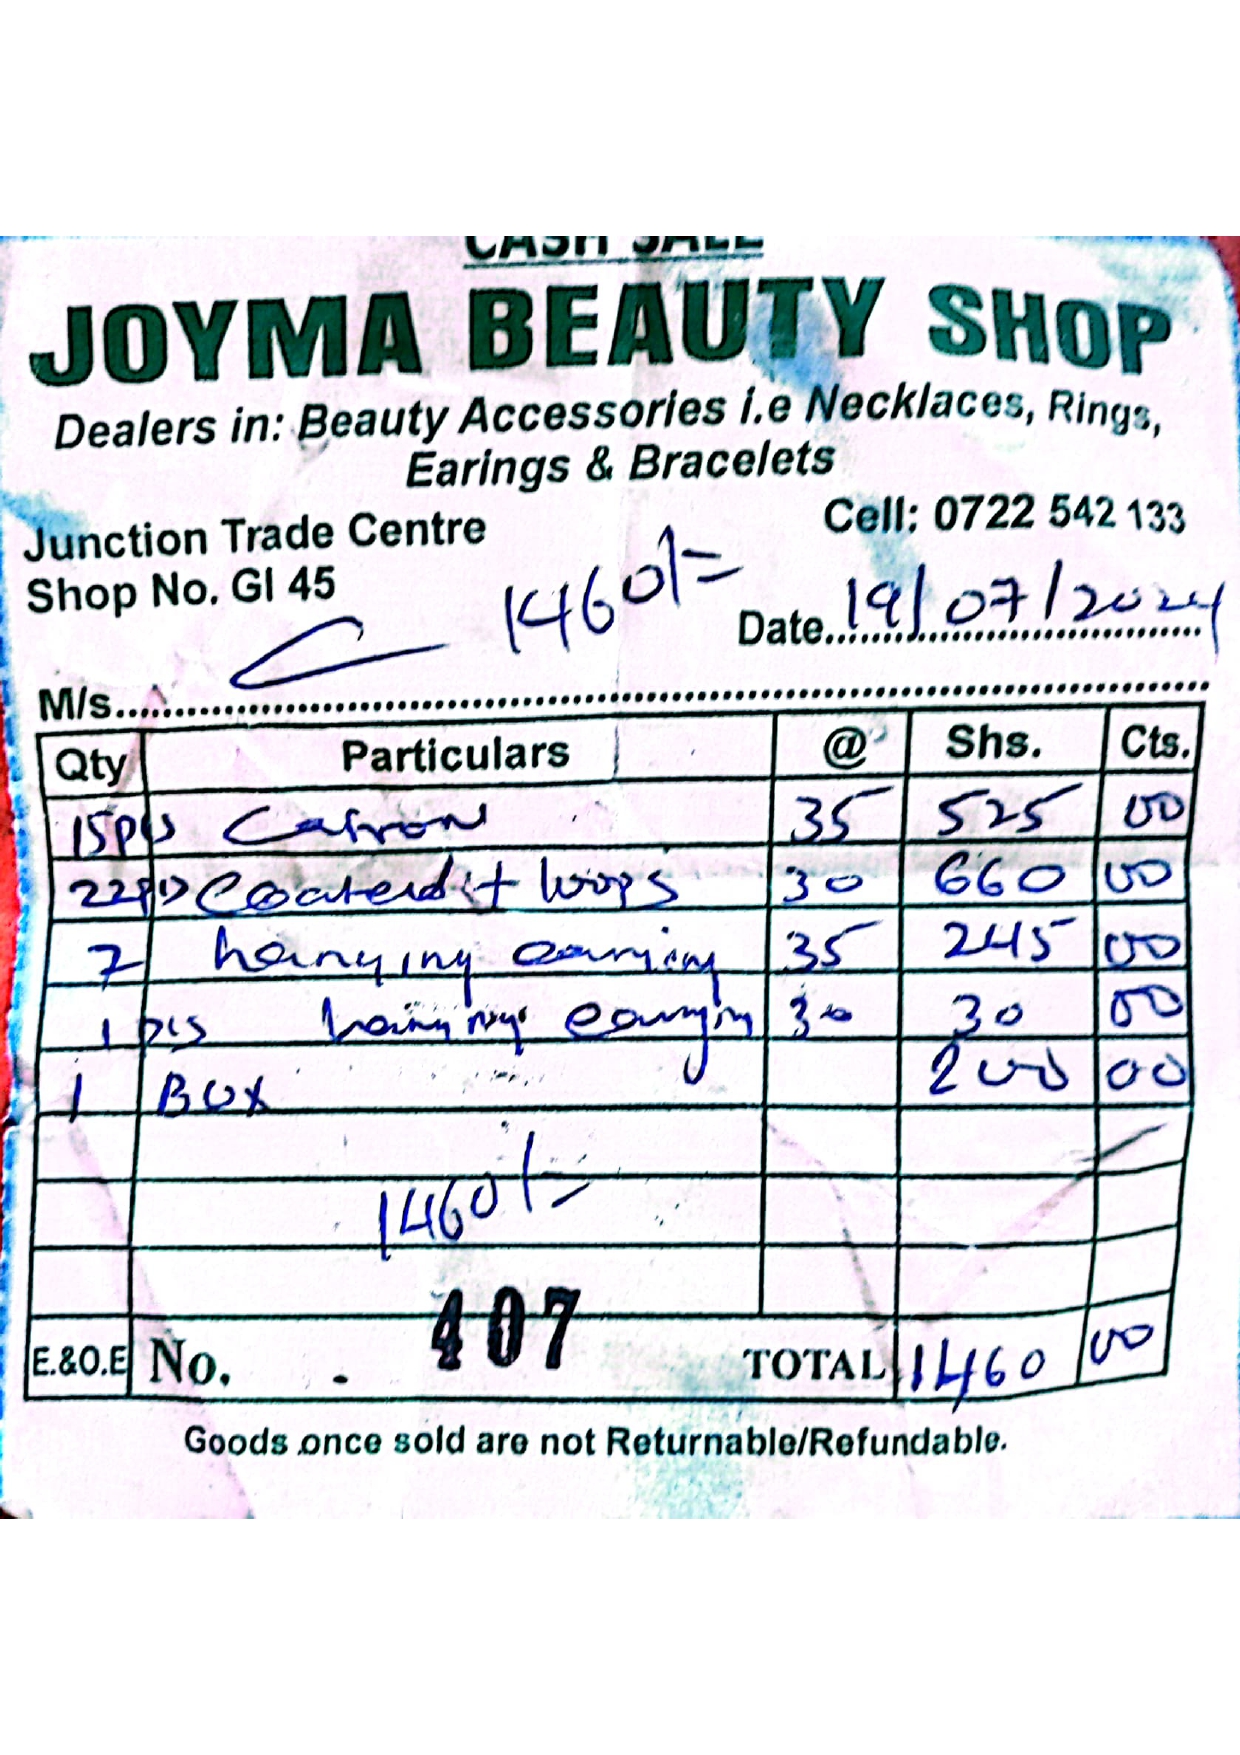 CASH SALE
JOYMA BEAUTY SHOP
Dealers in: Beauty Accessories i.e Necklaces, Rings,
Earings & Bracelets
Junction Trade Centre Cell: 0722 542 133
Shop No. GI 45 1460/=
Date 19/07/2024
M/s
Qty Particulars @ Shs. Cts.
15pcs 35 525 00
22pcs loops 30 660 00
7 hanging earring 35 245 00
1 pcs hanging earring 30 30 00
1 Box 200 00
1460/=
E.&O.E No. 407 TOTAL 1460 00
Goods once sold are not Returnable/Refundable.